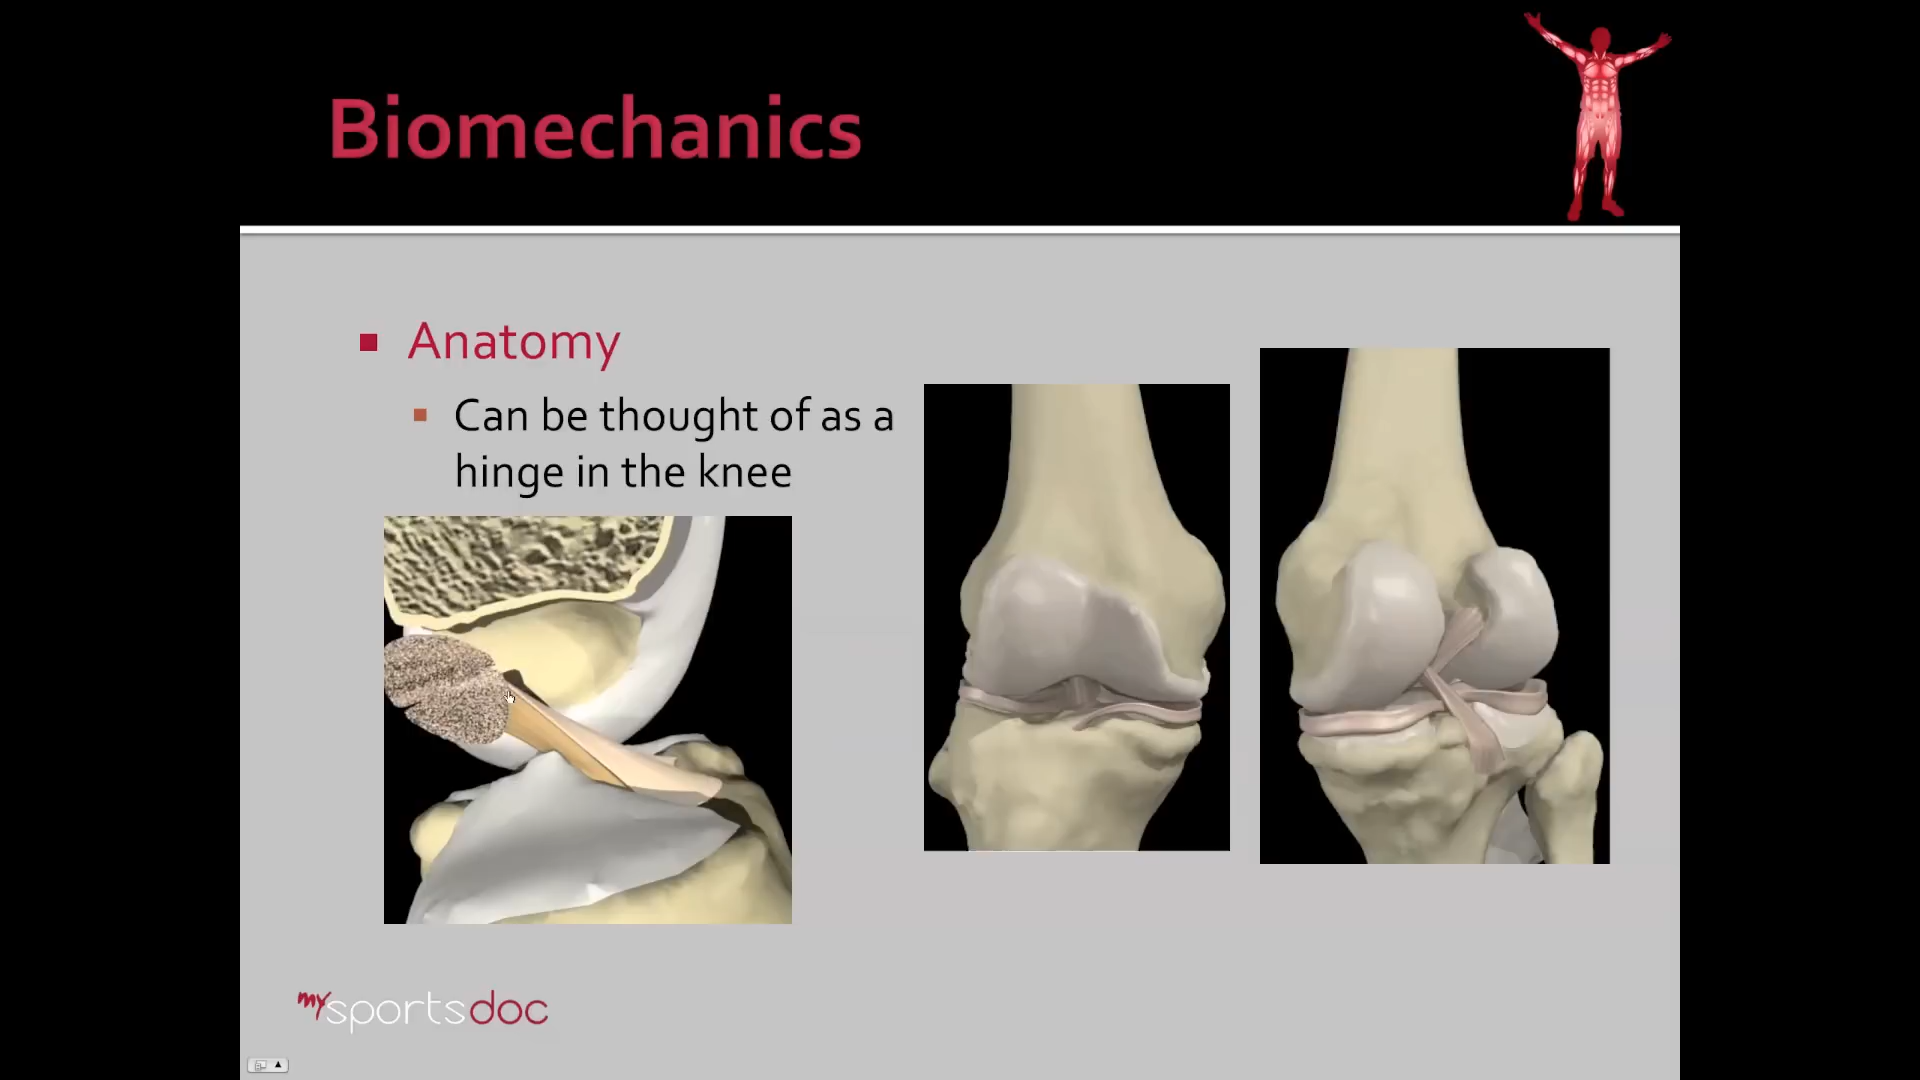 Biomechanics
Anatomy
Can be thought of as a
hinge in the knee
mysportsdoc